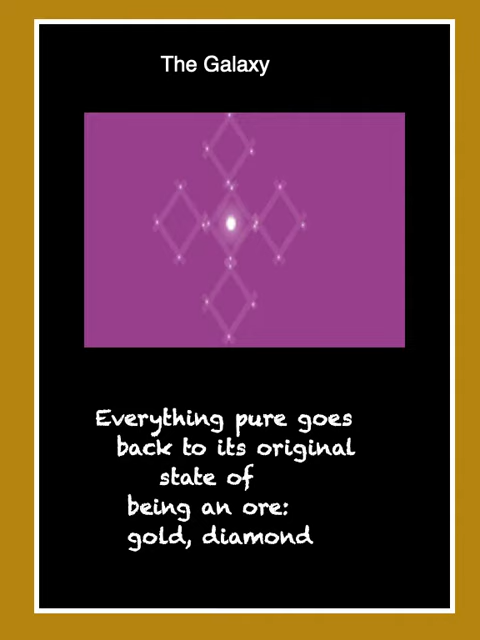 The Galaxy
Everything pure goes
back to its original
state of
being an ore:
gold, diamond